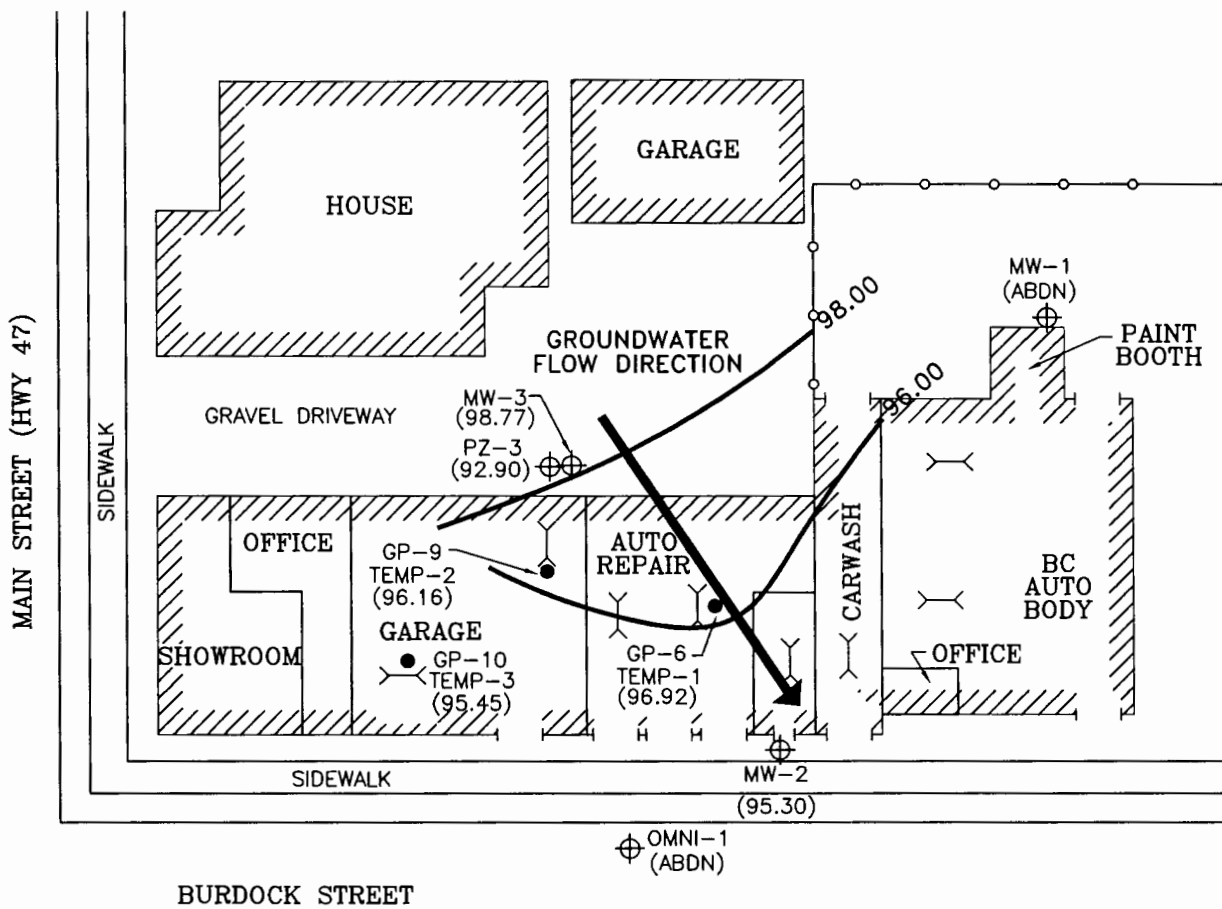 GARAGE
HOUSE
MW-1
(ABDN)
98.00
PAINT
BOOTH
GROUNDWATER
FLOW DIRECTION
96.00
MAIN STREET (HWY 47)
SIDEWALK
GRAVEL DRIVEWAY
MW-3
(98.77)
PZ-3
(92.90)
OFFICE
GP-9
TEMP-2
(96.16)
AUTO
REPAIR
CARWASH
BC
AUTO
BODY
SHOWROOM
GARAGE
GP-10
TEMP-3
(95.45)
GP-6
TEMP-1
(96.92)
OFFICE
SIDEWALK
MW-2
(95.30)
OMNI-1
(ABDN)
BURDOCK STREET